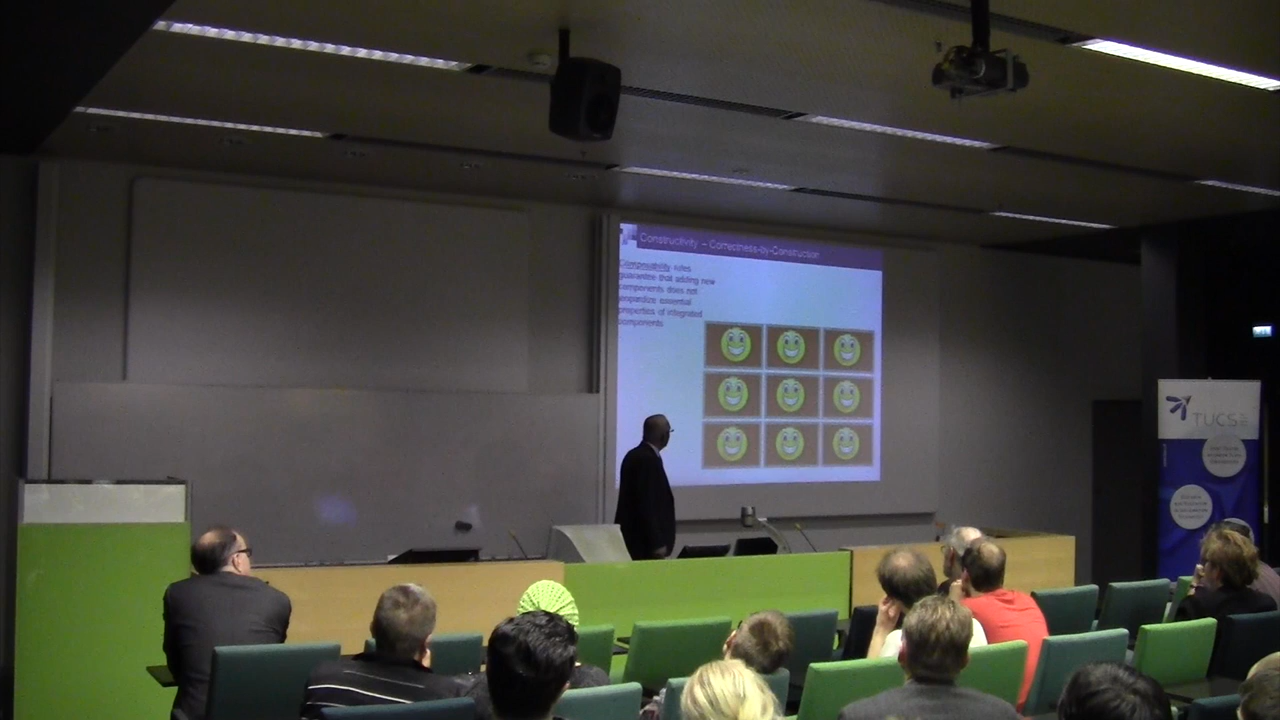 Constructivity – Correctness-by-Construction
Composability rules
guarantee that adding new
components does not
jeopardize essential
properties of integrated
components
TUCS